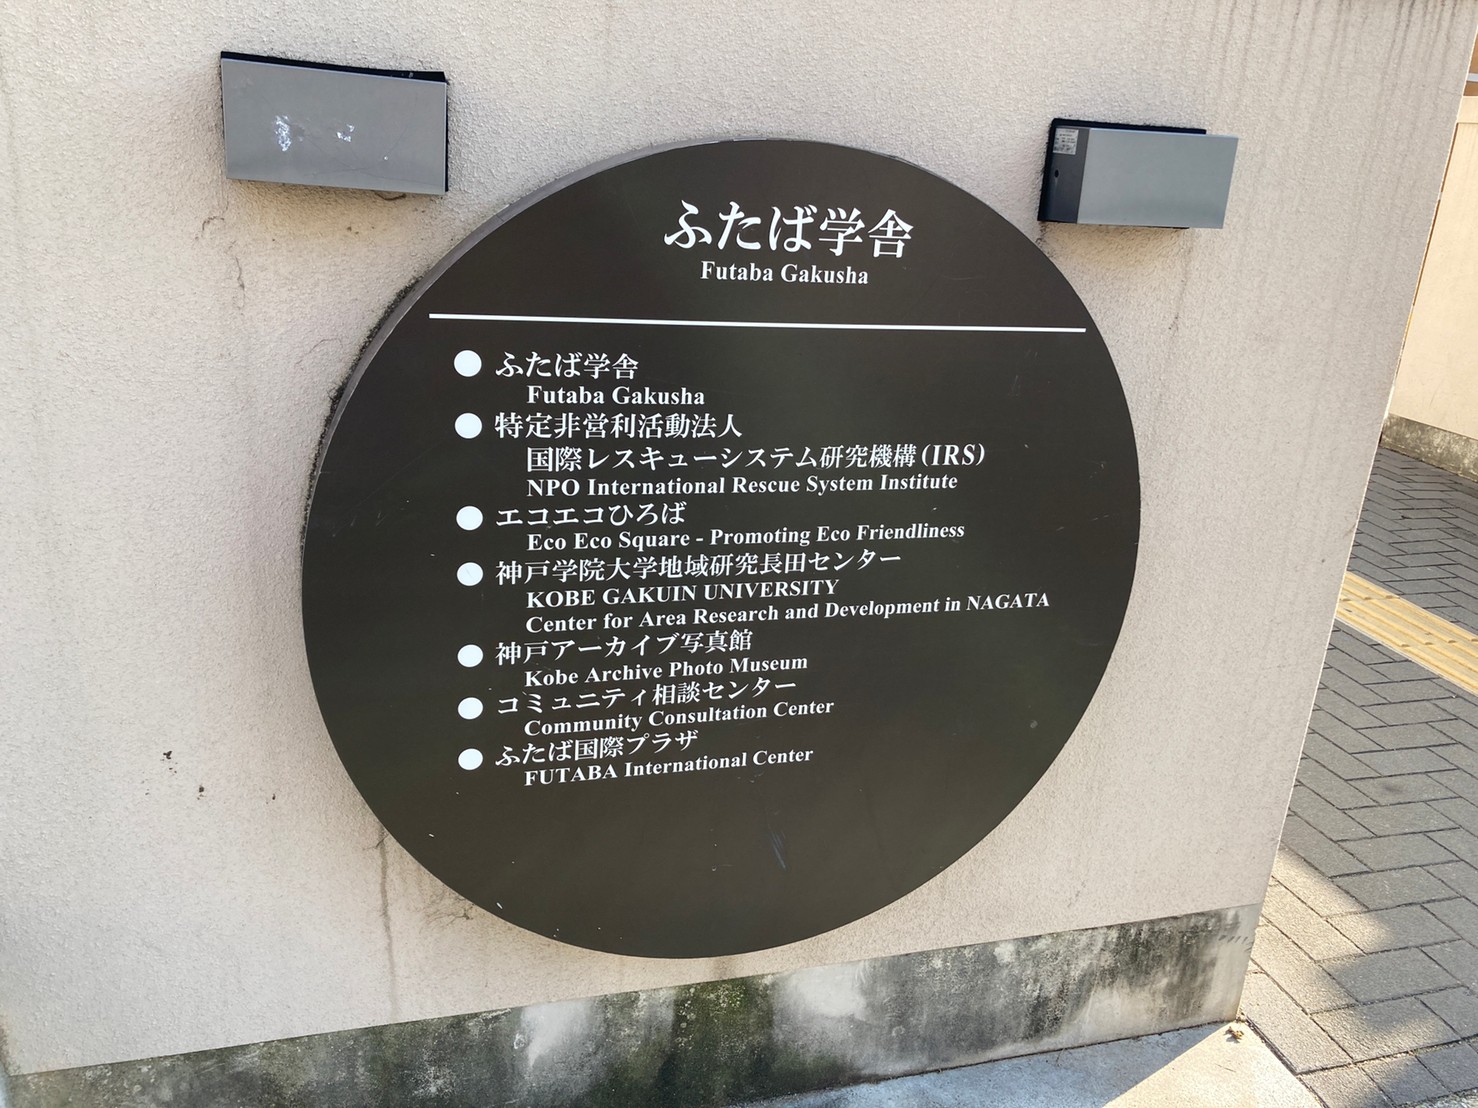 ふたば学舎
Futaba Gakusha
ふたば学舎
Futaba Gakusha
特定非営利活動法人
国際レスキューシステム研究機構(IRS)
NPO International Rescue System Institute
エコエコひろば
Eco Eco Square - Promoting Eco Friendliness
神戸学院大学地域研究長田センター
KOBE GAKUIN UNIVERSITY
Center for Area Research and Development in NAGATA
神戸アーカイブ写真館
Kobe Archive Photo Museum
コミュニティ相談センター
Community Consultation Center
ふたば国際プラザ
FUTABA International Center